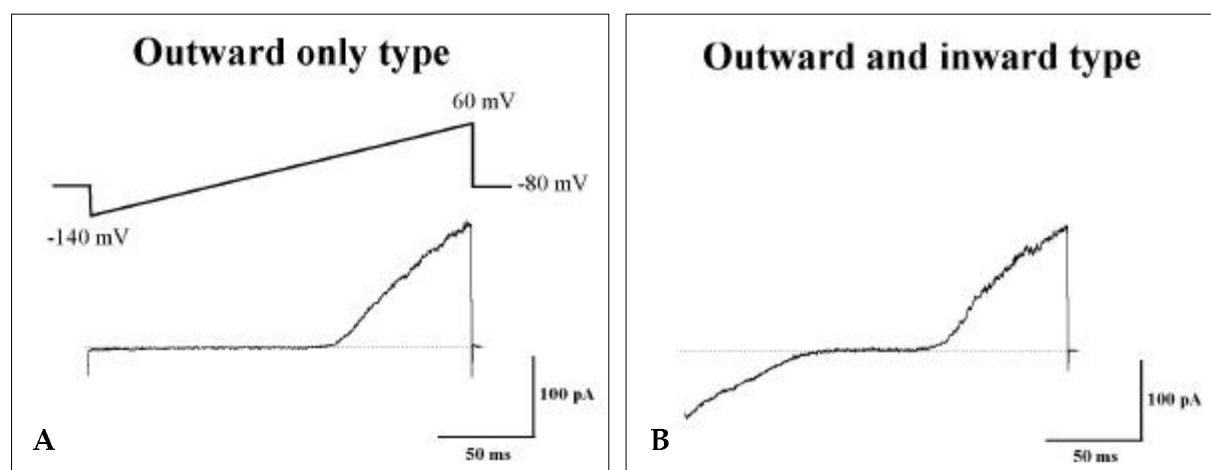 Outward only type
60 mV
-80 mV
-140 mV
100 pA
50 ms
A
Outward and inward type
100 pA
50 ms
B